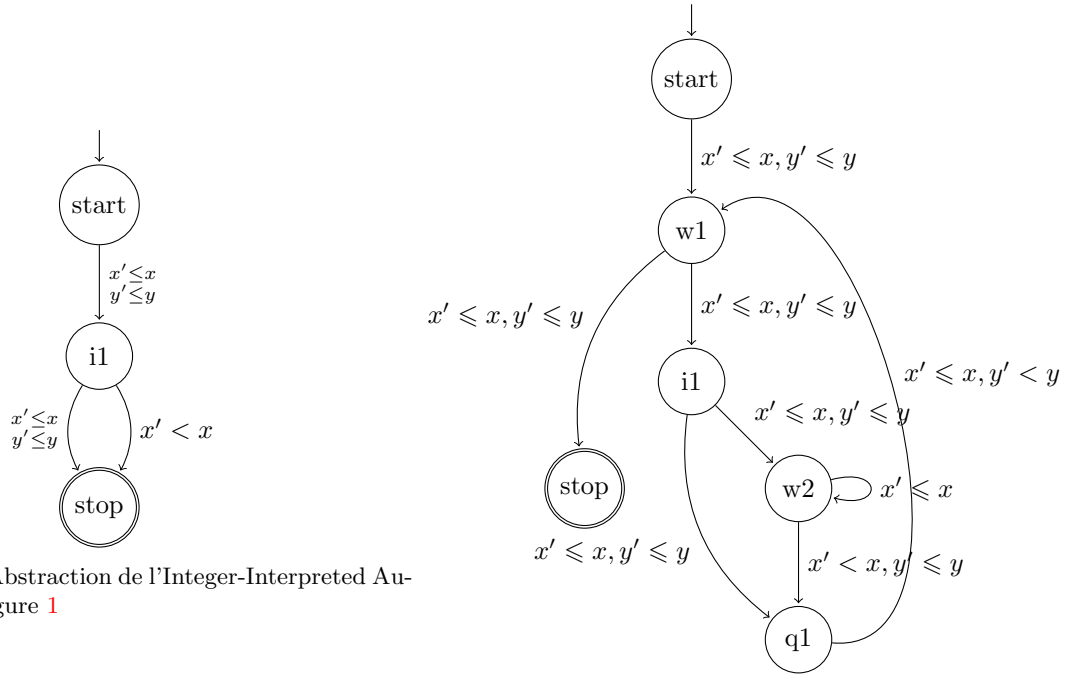 start
x′≤x
y′≤y
i1
x′≤x
y′≤y
x′ < x
stop
Abstraction de l'Integer-Interpreted Au-
gure 1
start
x′ ⩽ x, y′ ⩽ y
w1
x′ ⩽ x, y′ ⩽ y
x′ ⩽ x, y′ ⩽ y
i1
x′ ⩽ x, y′ < y
x′ ⩽ x, y′ ⩽ y
stop
w2
x′ ⩽ x
x′ ⩽ x, y′ ⩽ y
x′ < x, y′ ⩽ y
q1